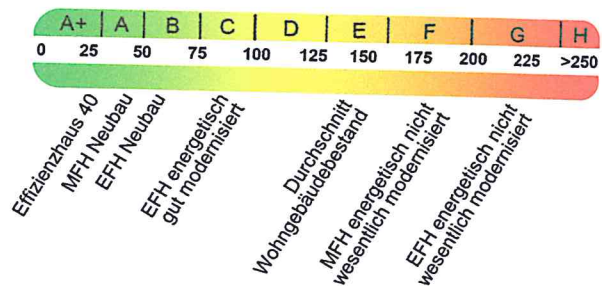 A+ A B C D E F G H
0 25 50 75 100 125 150 175 200 225 >250
Effizienzhaus 40
MFH Neubau
EFH Neubau
EFH energetisch
gut modernisiert
Durchschnitt
Wohngebäudebestand
MFH energetisch nicht
wesentlich modernisiert
EFH energetisch nicht
wesentlich modernisiert